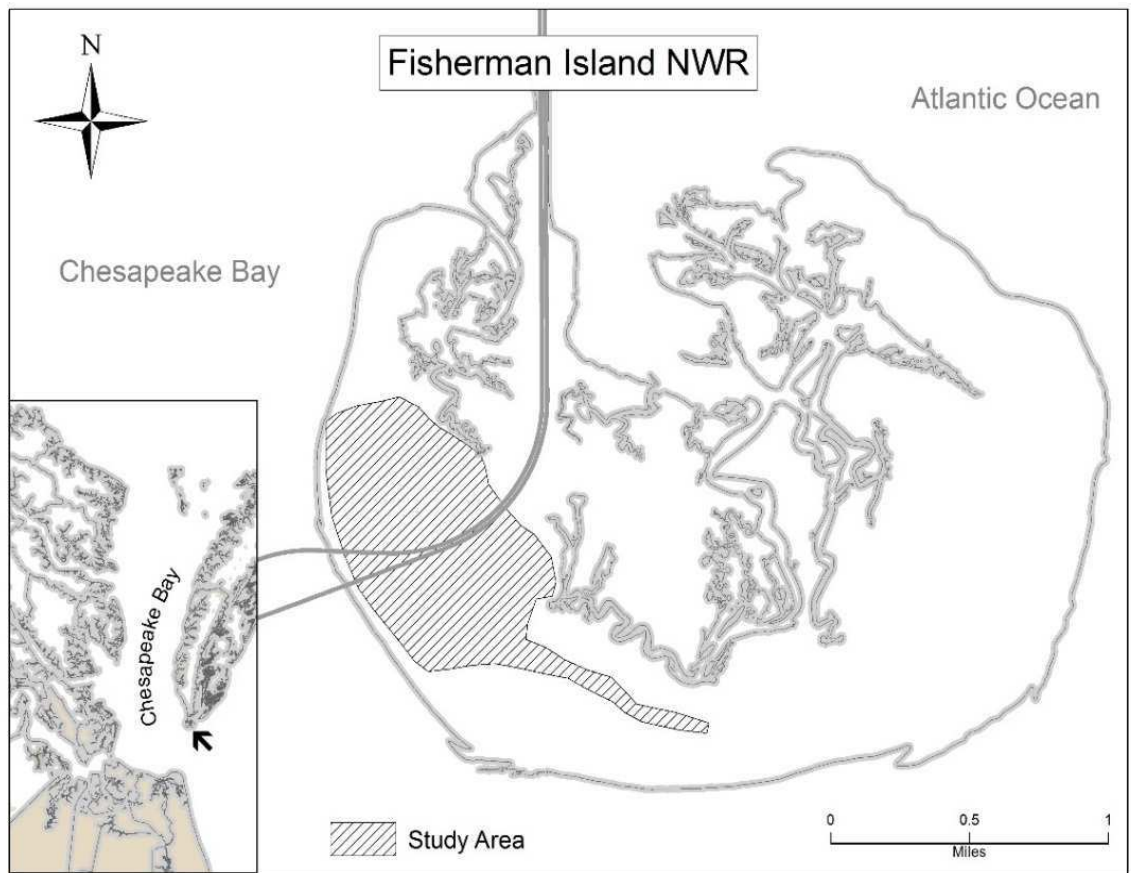 N
Fisherman Island NWR
Atlantic Ocean
Chesapeake Bay
Chesapeake Bay
Study Area
0 0.5 1
Miles